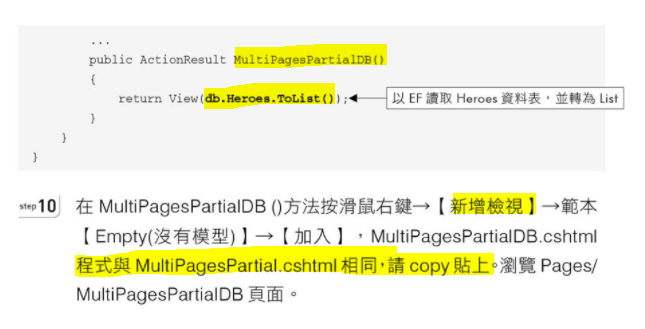 ...
public ActionResult MultiPagesPartialDB()
{
return View(db.Heroes.ToList()); 以 EF 讀取 Heroes 資料表，並轉為 List
}
}
}
step 10 在 MultiPagesPartialDB ()方法按滑鼠右鍵→【新增檢視】→範本
【Empty(沒有模型)】→【加入】，MultiPagesPartialDB.cshtml
程式與 MultiPagesPartial.cshtml 相同，請 copy 貼上。瀏覽 Pages/
MultiPagesPartialDB 頁面。